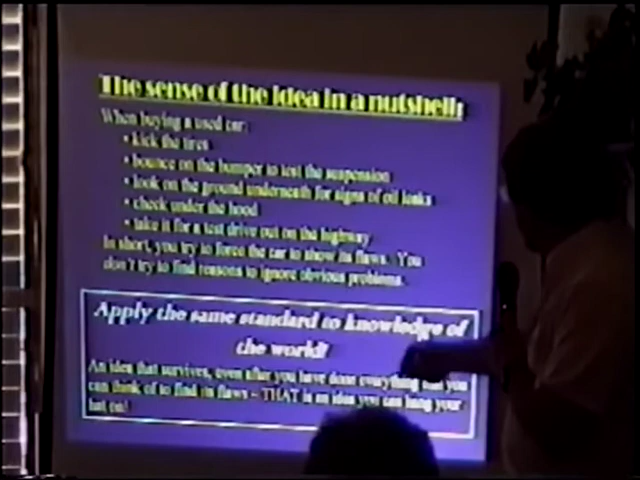 The sense of the idea in a nutshell:
When buying a used car:
• kick the tires
• bounce on the bumper to test the suspension
• look on the ground underneath for signs of oil leaks
• check under the hood
• take it for a test drive out on the highway
In short, you try to force the car to show its flaws. You
don't try to find reasons to ignore obvious problems.
Apply the same standard to knowledge of
the world!
An idea that survives, even after you have done everything that you
can think of to find its flaws – THAT is an idea you can hang your
hat on!